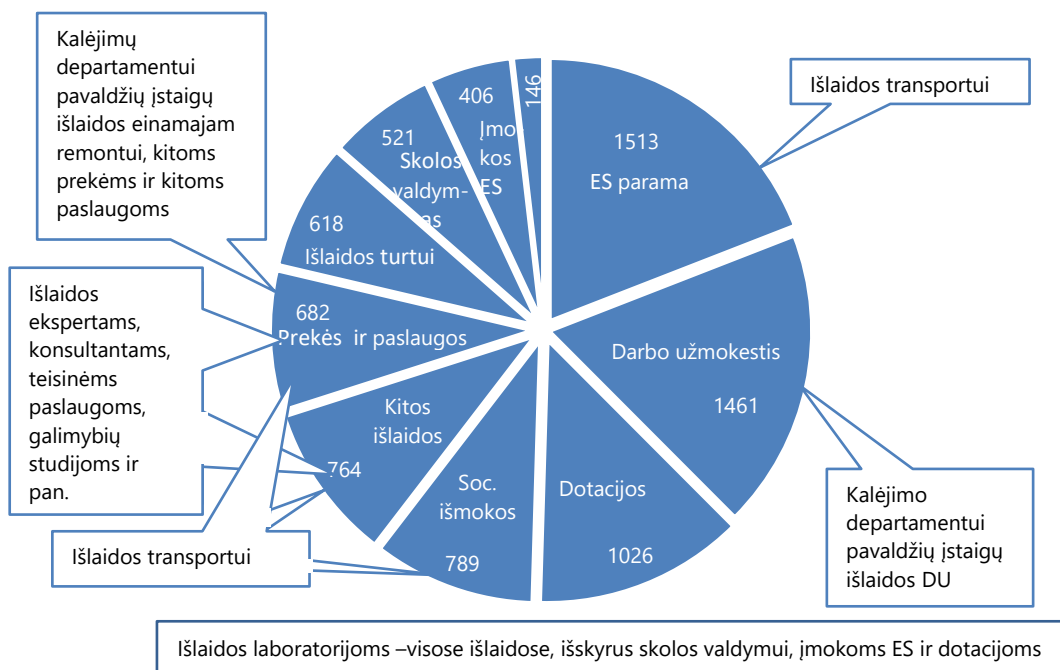 Kalėjimų
departamentui
pavaldžių įstaigų
išlaidos einamajam
remontui, kitoms
prekėms ir kitoms
paslaugoms
Išlaidos
ekspertams,
konsultantams,
teisinėms
paslaugoms,
galimybių
studijoms ir
pan.
Išlaidos transportui
146
406
Įmo-
kos
ES
521
Skolos
valdym-
as
618
Išlaidos turtui
682
Prekės ir paslaugos
Kitos
išlaidos
764
Soc.
išmokos
789
Dotacijos
1026
Darbo užmokestis
1461
1513
ES parama
Išlaidos transportui
Kalėjimo
departamentui
pavaldžių įstaigų
išlaidos DU
Išlaidos laboratorijoms –visose išlaidose, išskyrus skolos valdymui, įmokoms ES ir dotacijoms